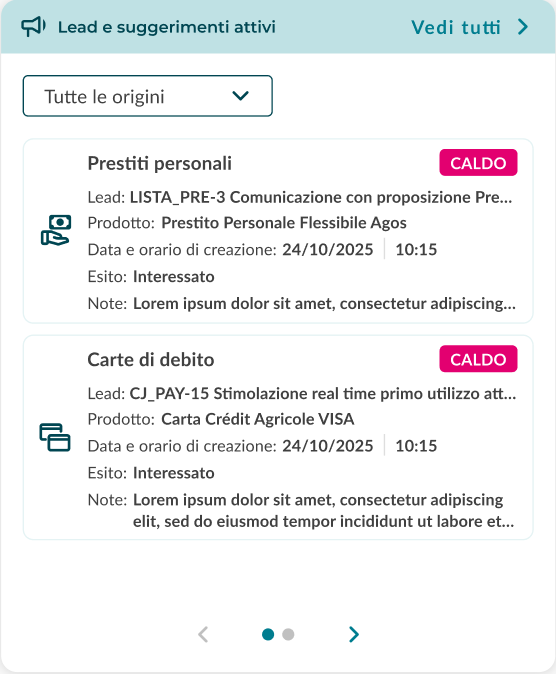 Lead e suggerimenti attivi
Vedi tutti
Tutte le origini
Prestiti personali
CALDO
Lead: LISTA_PRE-3 Comunicazione con proposizione Pre...
Prodotto: Prestito Personale Flessibile Agos
Data e orario di creazione: 24/10/2025 | 10:15
Esito: Interessato
Note: Lorem ipsum dolor sit amet, consectetur adipiscing...
Carte di debito
CALDO
Lead: CJ_PAY-15 Stimolazione real time primo utilizzo att...
Prodotto: Carta Crédit Agricole VISA
Data e orario di creazione: 24/10/2025 | 10:15
Esito: Interessato
Note: Lorem ipsum dolor sit amet, consectetur adipiscing
elit, sed do eiusmod tempor incididunt ut labore et...